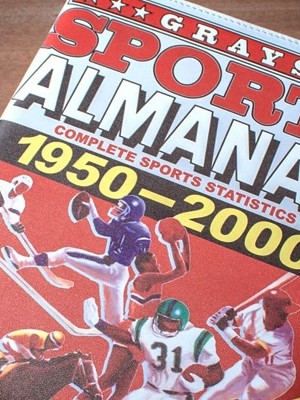 ★★GRAYS
SPORT
ALMANA
COMPLETE SPORTS STATISTICS
1950-2000
31